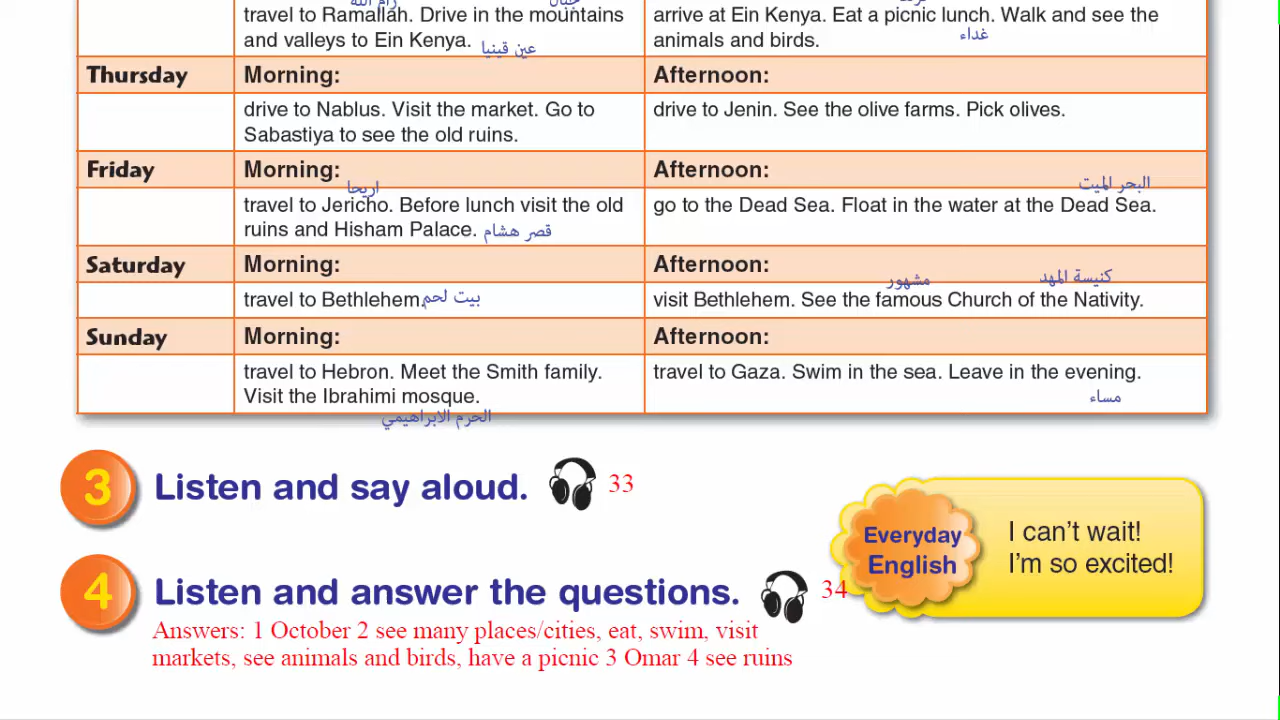 رام الله
جبال
travel to Ramallah. Drive in the mountains
and valleys to Ein Kenya.
عين قينيا
arrive at Ein Kenya. Eat a picnic lunch. Walk and see the
animals and birds.
غداء
Thursday
Morning:
Afternoon:
drive to Nablus. Visit the market. Go to
Sabastiya to see the old ruins.
drive to Jenin. See the olive farms. Pick olives.
Friday
Morning:
Afternoon:
اريحا
travel to Jericho. Before lunch visit the old
ruins and Hisham Palace.
قصر هشام
البحر الميت
go to the Dead Sea. Float in the water at the Dead Sea.
Saturday
Morning:
Afternoon:
travel to Bethlehem.
بيت لحم
مشهور
كنيسة المهد
visit Bethlehem. See the famous Church of the Nativity.
Sunday
Morning:
Afternoon:
travel to Hebron. Meet the Smith family.
Visit the Ibrahimi mosque.
الحرم الابراهيمي
travel to Gaza. Swim in the sea. Leave in the evening.
مساء
3 Listen and say aloud. 33
Everyday
English
I can't wait!
I'm so excited!
4 Listen and answer the questions. 34
Answers: 1 October 2 see many places/cities, eat, swim, visit
markets, see animals and birds, have a picnic 3 Omar 4 see ruins